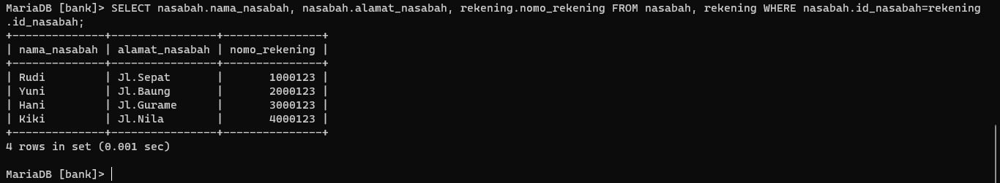 MariaDB [bank]> SELECT nasabah.nama_nasabah, nasabah.alamat_nasabah, rekening.nomo_rekening FROM nasabah, rekening WHERE nasabah.id_nasabah=rekening
.id_nasabah;
+--------------+----------------+---------------+
| nama_nasabah | alamat_nasabah | nomo_rekening |
+--------------+----------------+---------------+
| Rudi         | Jl.Sepat       |       1000123 |
| Yuni         | Jl.Baung       |       2000123 |
| Hani         | Jl.Gurame      |       3000123 |
| Kiki         | Jl.Nila        |       4000123 |
+--------------+----------------+---------------+
4 rows in set (0.001 sec)

MariaDB [bank]>